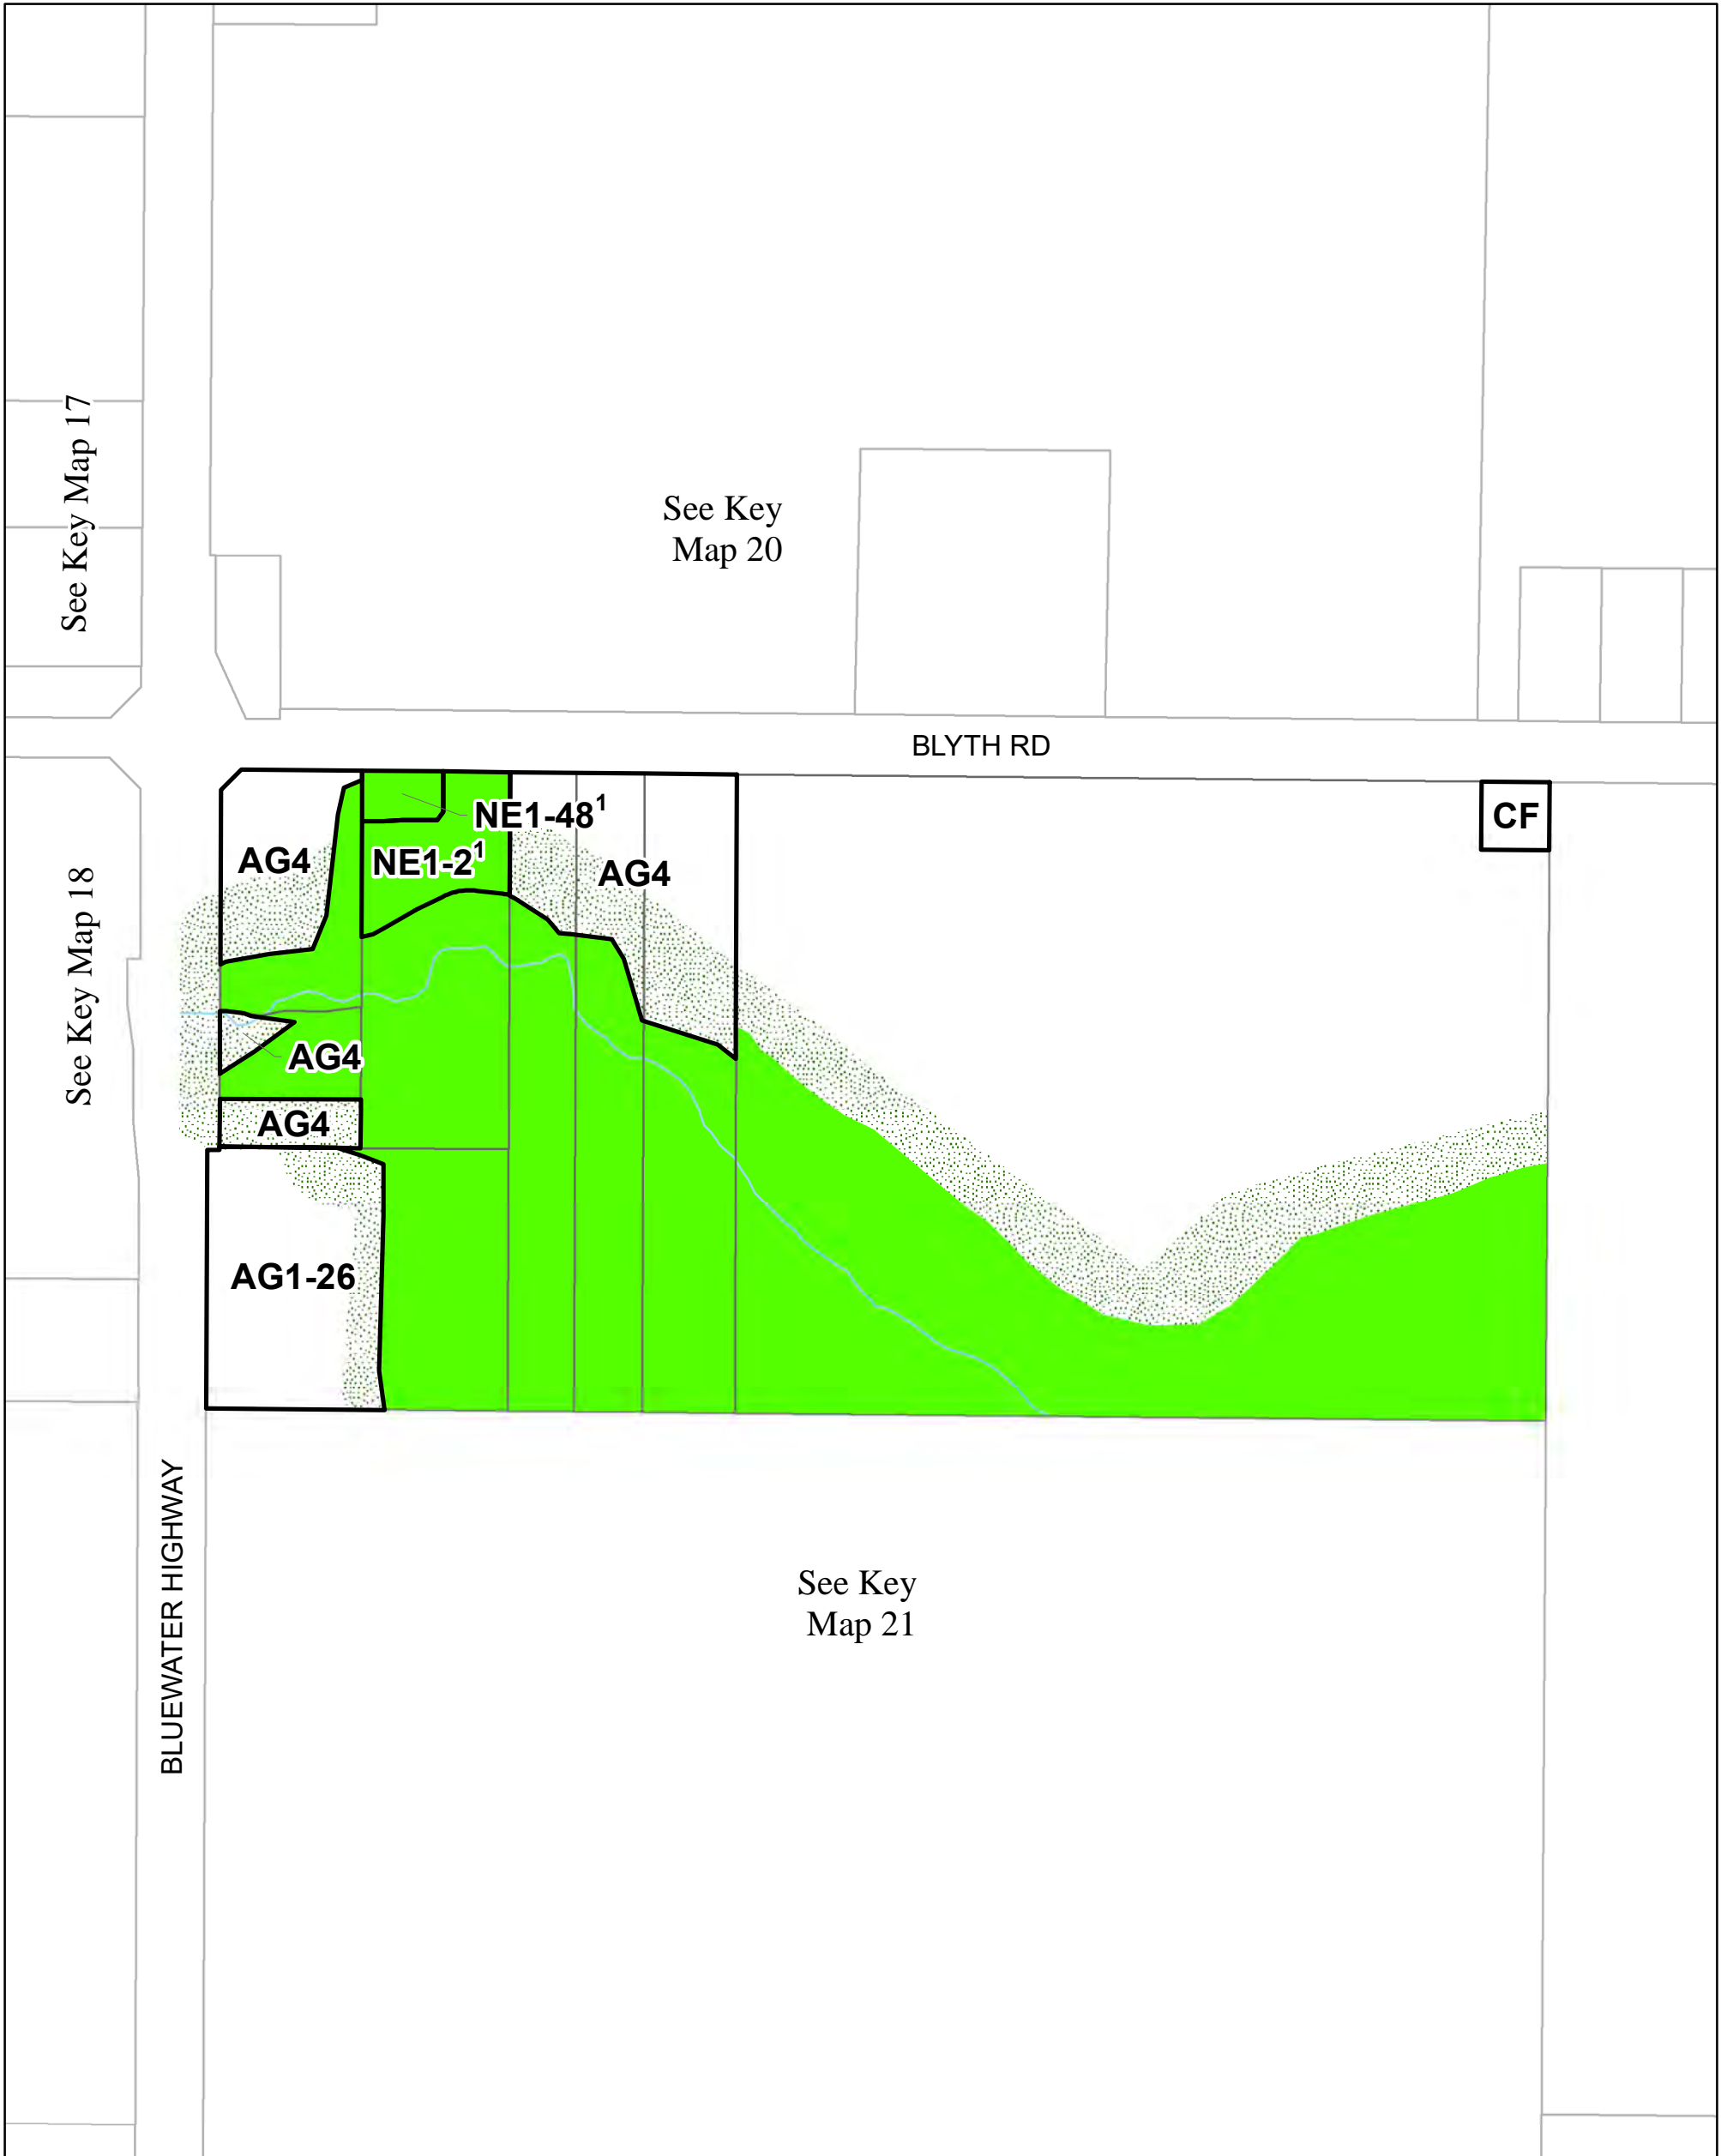 See Key Map 17
See Key
Map 20
BLYTH RD
CF
NE1-48¹
AG4
NE1-2¹
AG4
See Key Map 18
AG4
AG4
AG1-26
BLUEWATER HIGHWAY
See Key
Map 21